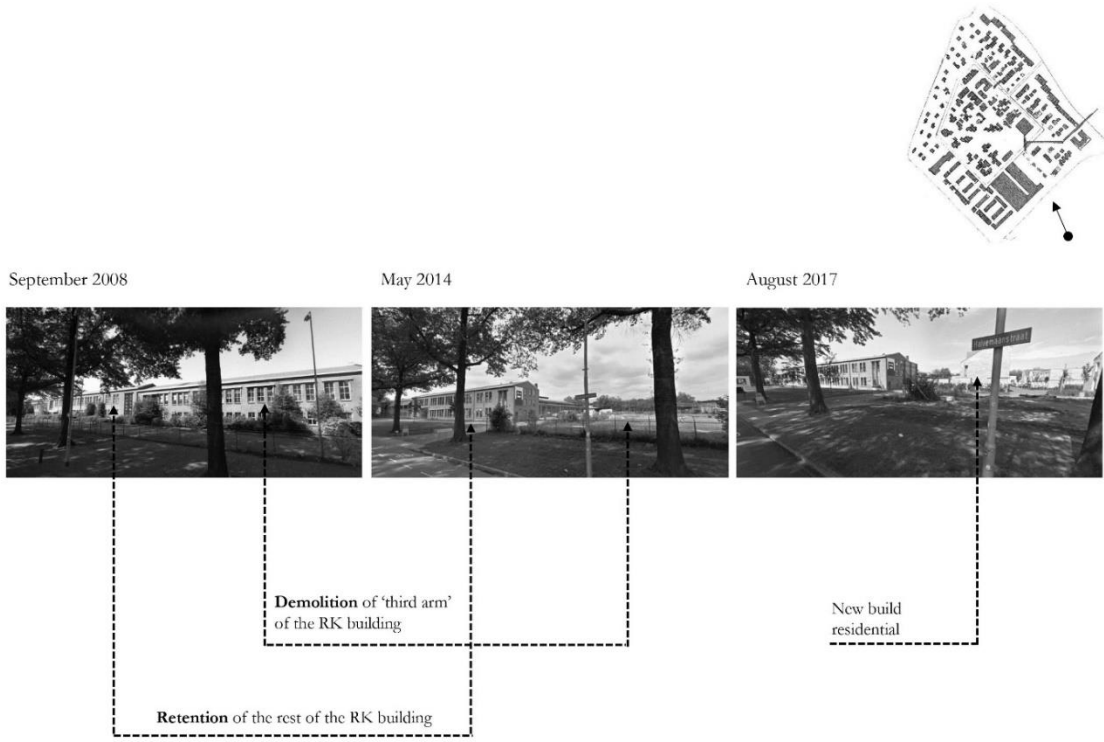 September 2008
May 2014
August 2017
Demolition of ‘third arm’
of the RK building
New build
residential
Retention of the rest of the RK building